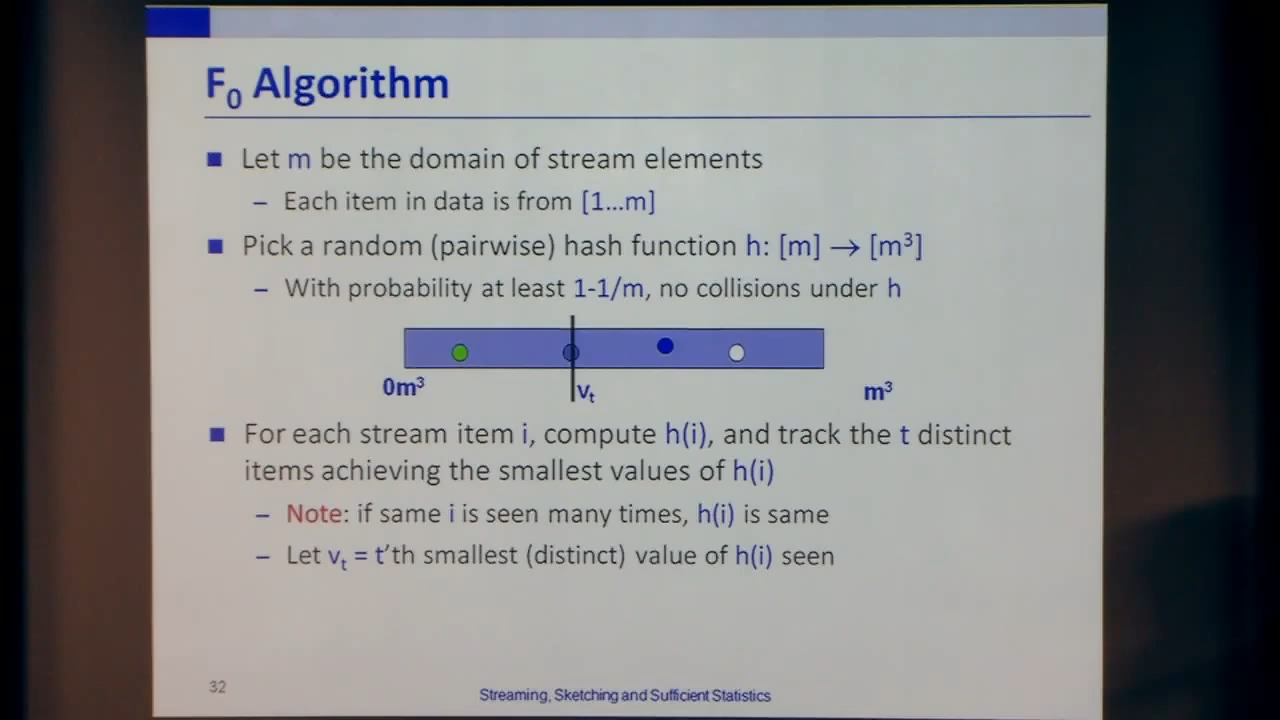 F₀ Algorithm
■ Let m be the domain of stream elements
– Each item in data is from [1…m]
■ Pick a random (pairwise) hash function h: [m] → [m³]
– With probability at least 1-1/m, no collisions under h
0m³ vₜ m³
■ For each stream item i, compute h(i), and track the t distinct
items achieving the smallest values of h(i)
– Note: if same i is seen many times, h(i) is same
– Let vₜ = t’th smallest (distinct) value of h(i) seen
32
Streaming, Sketching and Sufficient Statistics